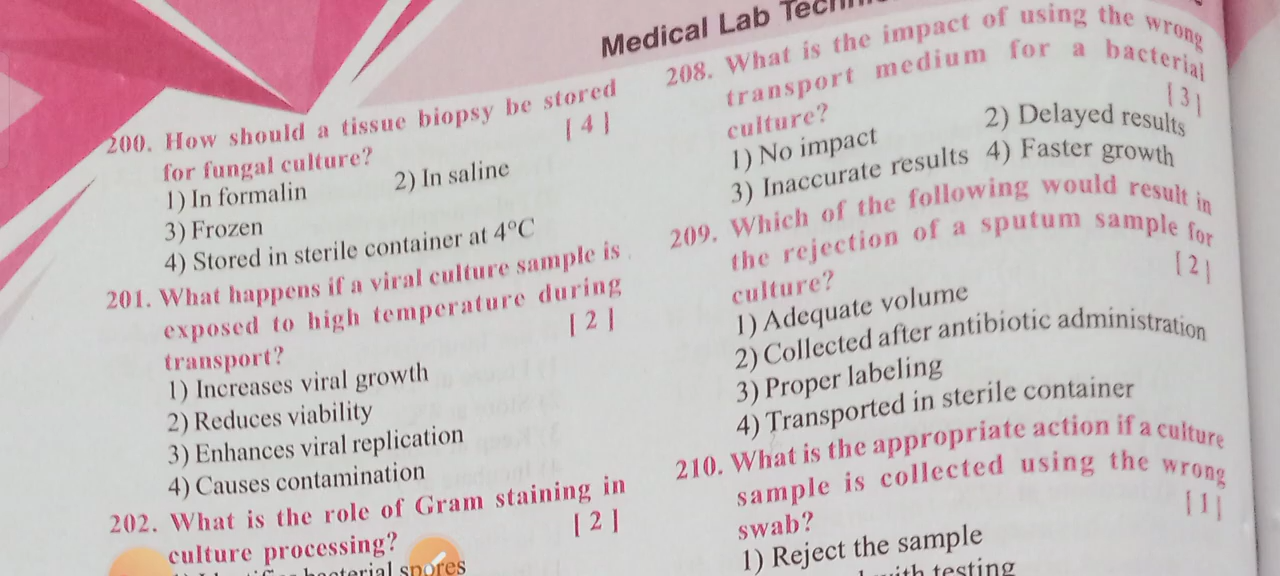 Medical Lab
200. How should a tissue biopsy be stored
for fungal culture? [4]
1) In formalin 2) In saline
3) Frozen
4) Stored in sterile container at 4°C
201. What happens if a viral culture sample is
exposed to high temperature during
transport? [2]
1) Increases viral growth
2) Reduces viability
3) Enhances viral replication
4) Causes contamination
202. What is the role of Gram staining in
culture processing? [2]
bacterial spores
208. What is the impact of using the wrong
transport medium for a bacterial
culture? [3]
1) No impact 2) Delayed results
3) Inaccurate results 4) Faster growth
209. Which of the following would result in
the rejection of a sputum sample for
culture? [2]
1) Adequate volume
2) Collected after antibiotic administration
3) Proper labeling
4) Transported in sterile container
210. What is the appropriate action if a culture
sample is collected using the wrong
swab? [1]
1) Reject the sample
with testing